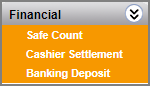 Financial
Safe Count
Cashier Settlement
Banking Deposit